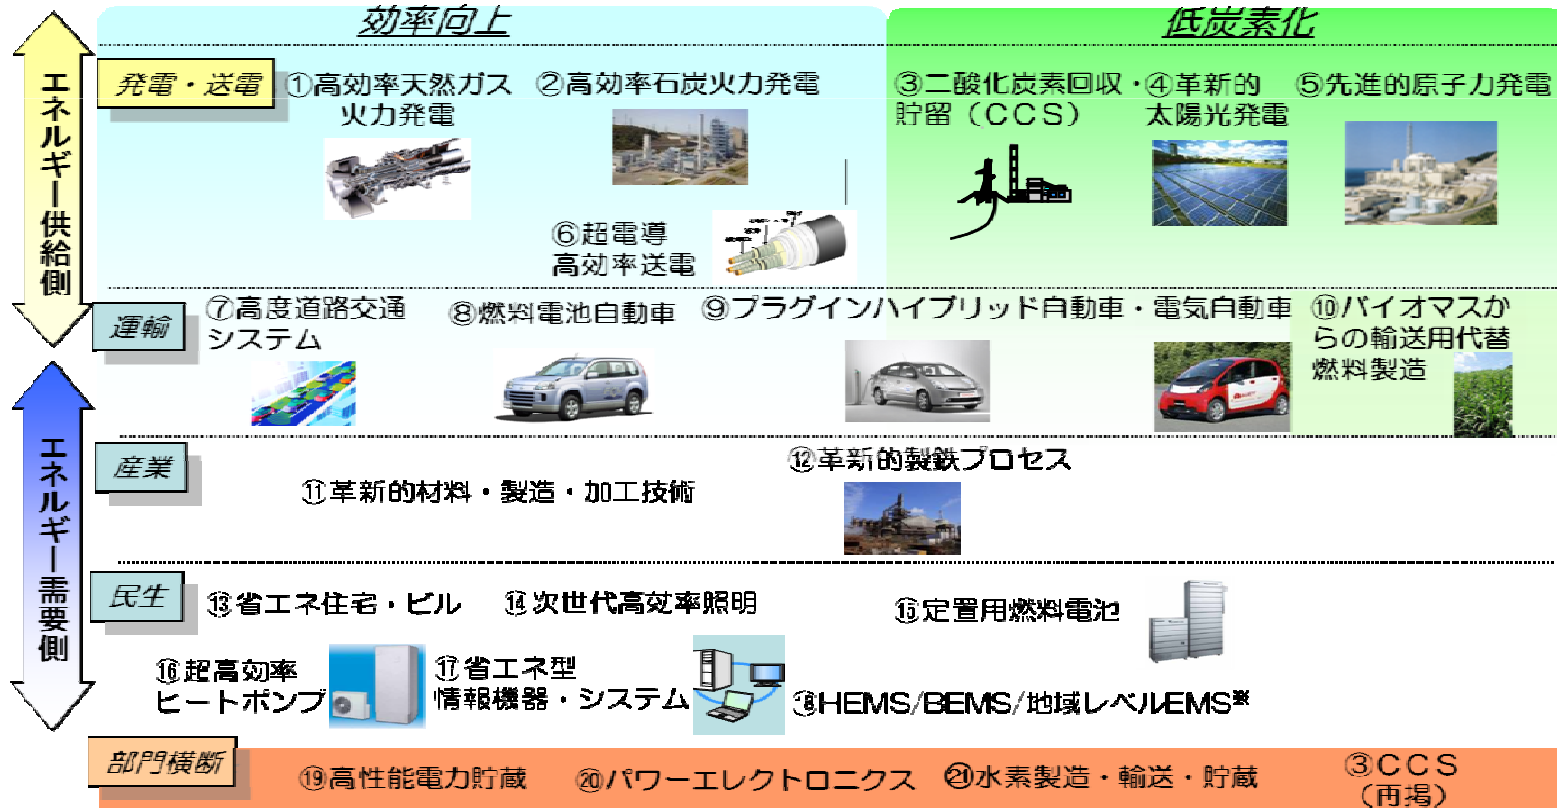 効率向上
低炭素化
エネルギー供給側
発電・送電
①高効率天然ガス
火力発電
②高効率石炭火力発電
③二酸化炭素回収・
貯留（ＣＣＳ）
④革新的
太陽光発電
⑤先進的原子力発電
⑥超電導
高効率送電
運輸
⑦高度道路交通
システム
⑧燃料電池自動車
⑨プラグインハイブリッド自動車・電気自動車
⑩バイオマスか
らの輸送用代替
燃料製造
エネルギー需要側
産業
⑪革新的材料・製造・加工技術
⑫革新的製鉄プロセス
民生
⑬省エネ住宅・ビル
⑭次世代高効率照明
⑮定置用燃料電池
⑯超高効率
ヒートポンプ
⑰省エネ型
情報機器・システム
⑱HEMS/BEMS/地域レベルEMS※
部門横断
⑲高性能電力貯蔵
⑳パワーエレクトロニクス
㉑水素製造・輸送・貯蔵
③ＣＣＳ
（再掲）